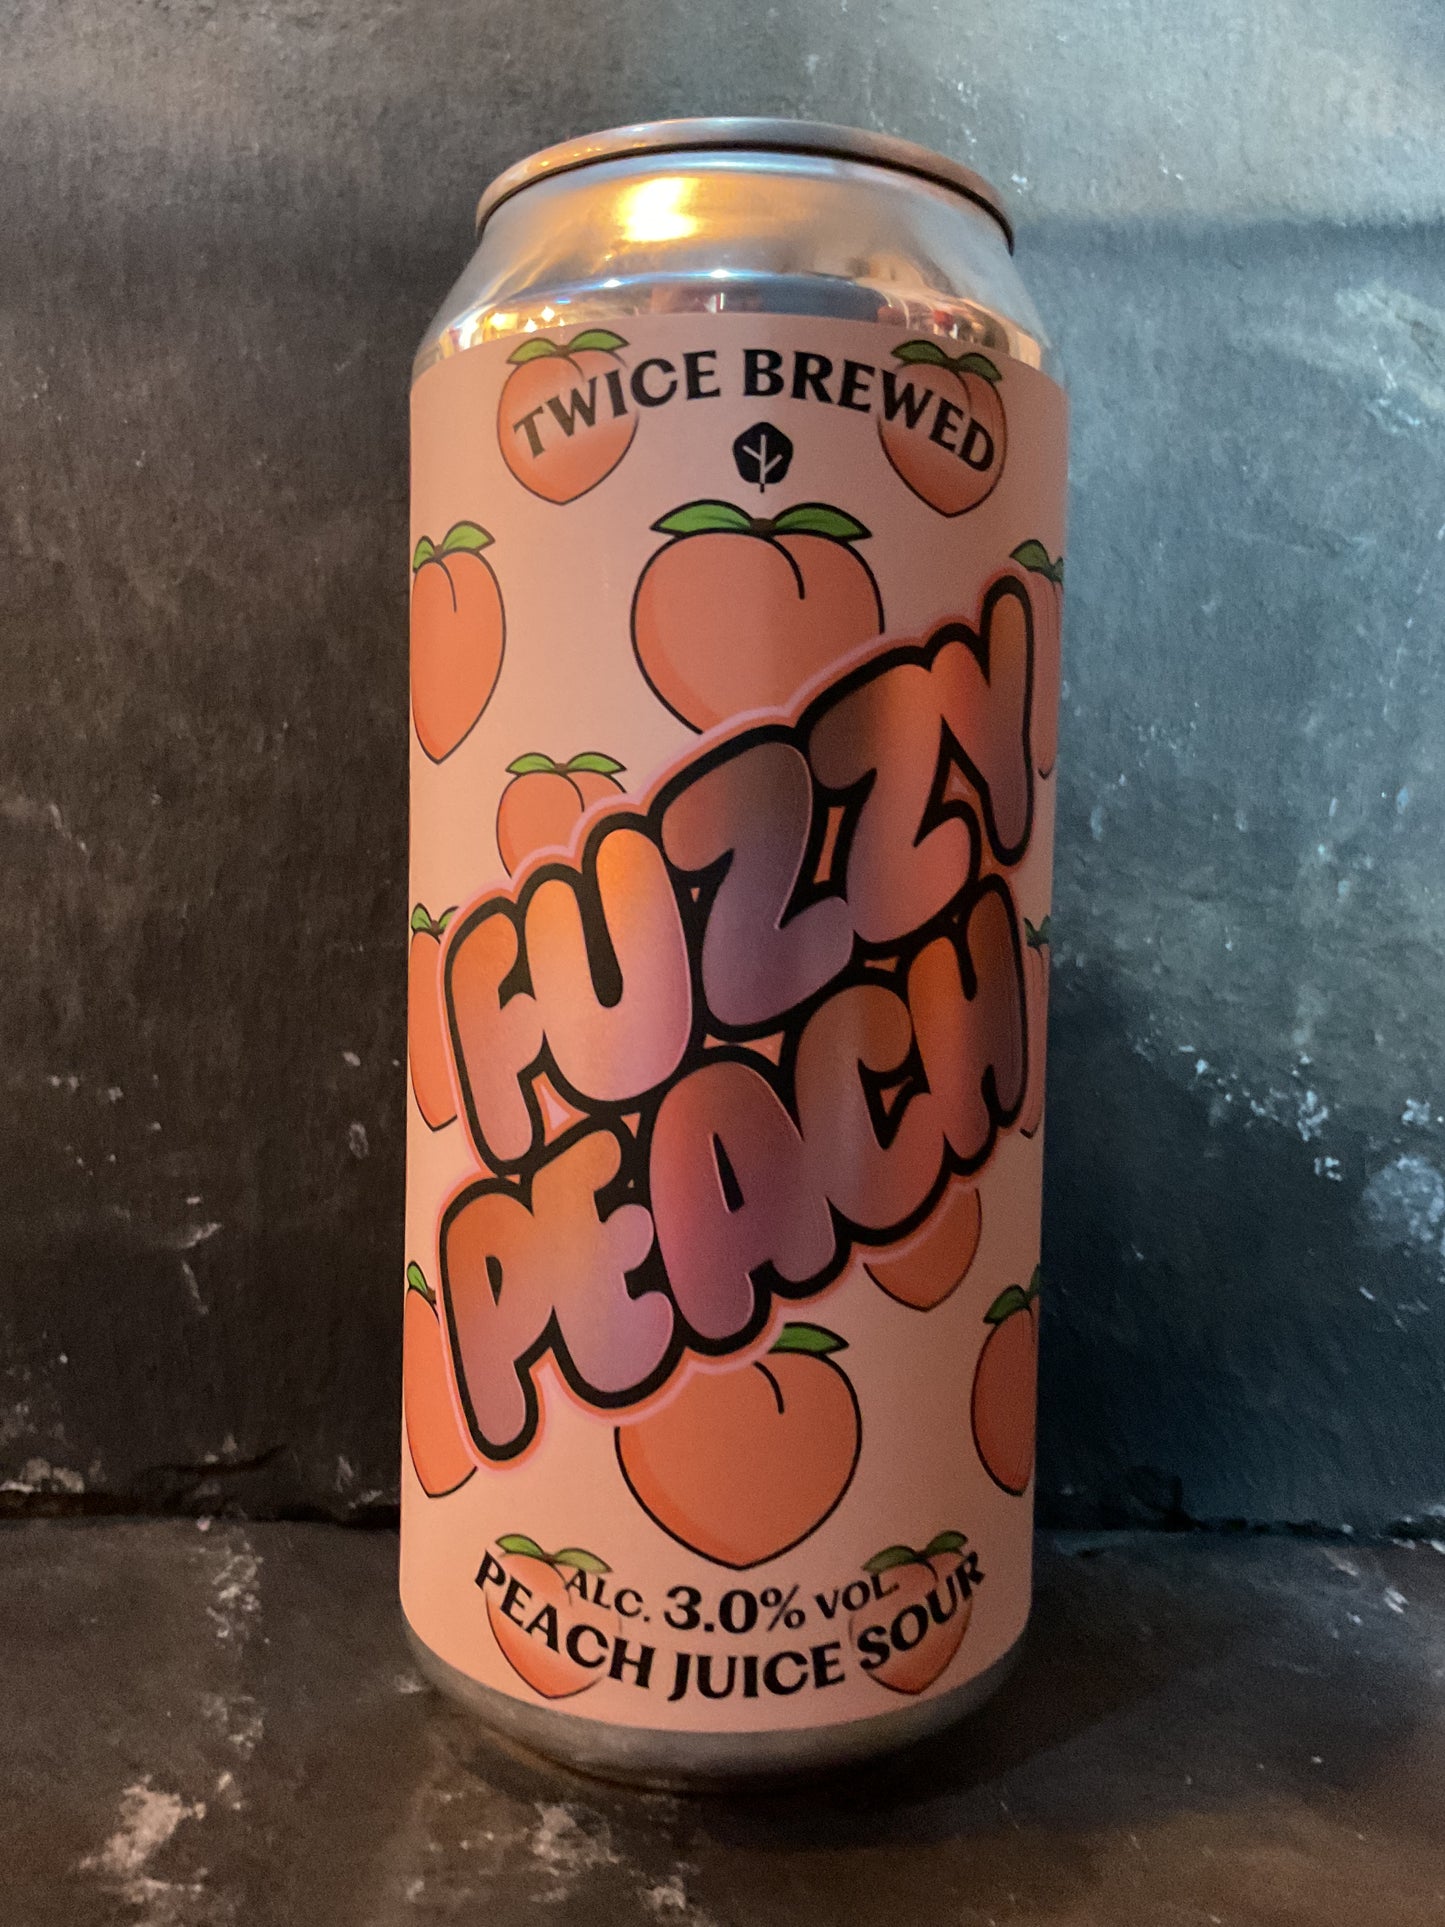 TWICE BREWED
FUZZY
PEACH
ALC. 3.0% VOL
PEACH JUICE SOUR